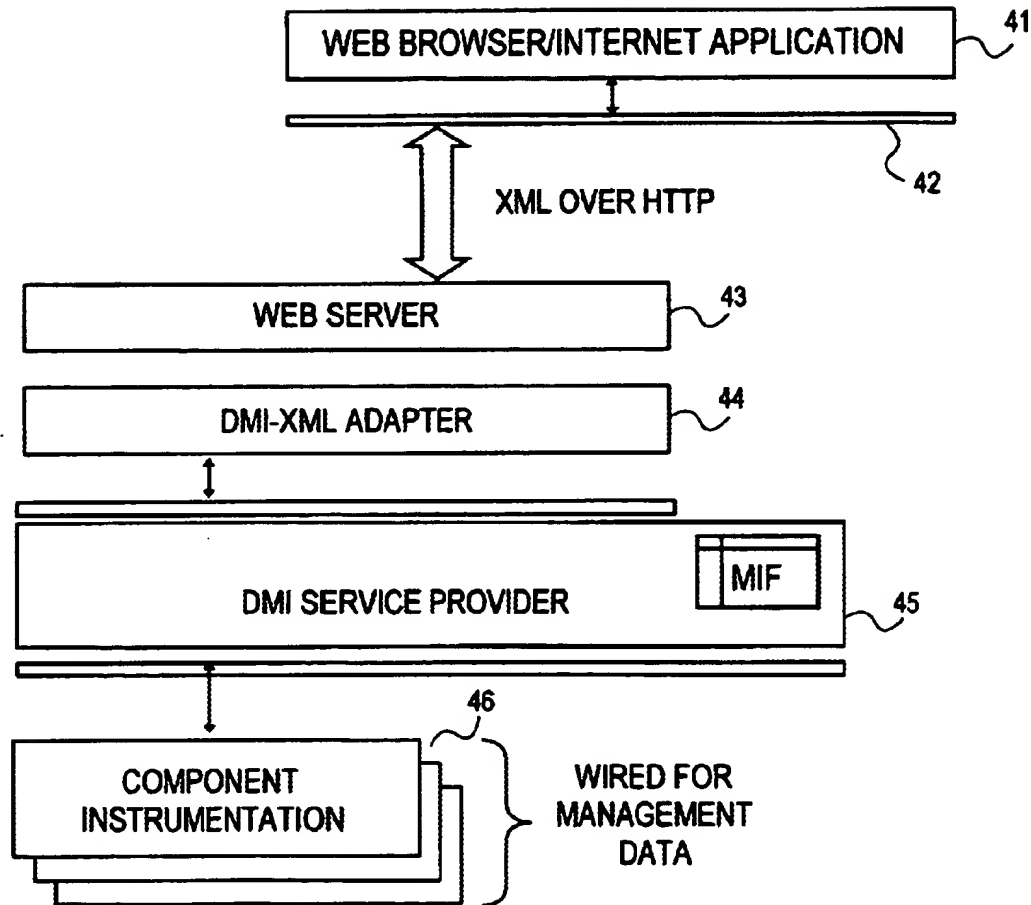 WEB BROWSER/INTERNET APPLICATION
41
42
XML OVER HTTP
WEB SERVER
43
DMI-XML ADAPTER
44
MIF
DMI SERVICE PROVIDER
45
46
COMPONENT
INSTRUMENTATION
WIRED FOR
MANAGEMENT
DATA